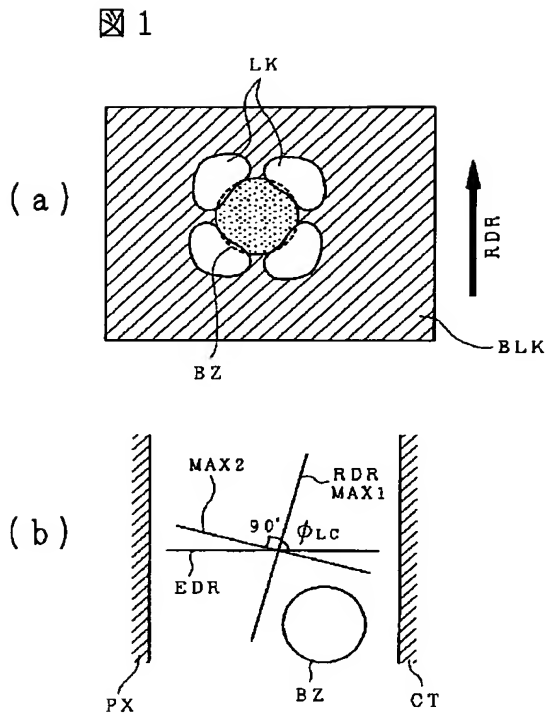 図1
LK
(a)
RDR
BLK
BZ
MAX2
RDR
MAX1
(b)
90°
φLC
EDR
BZ
PX
CT